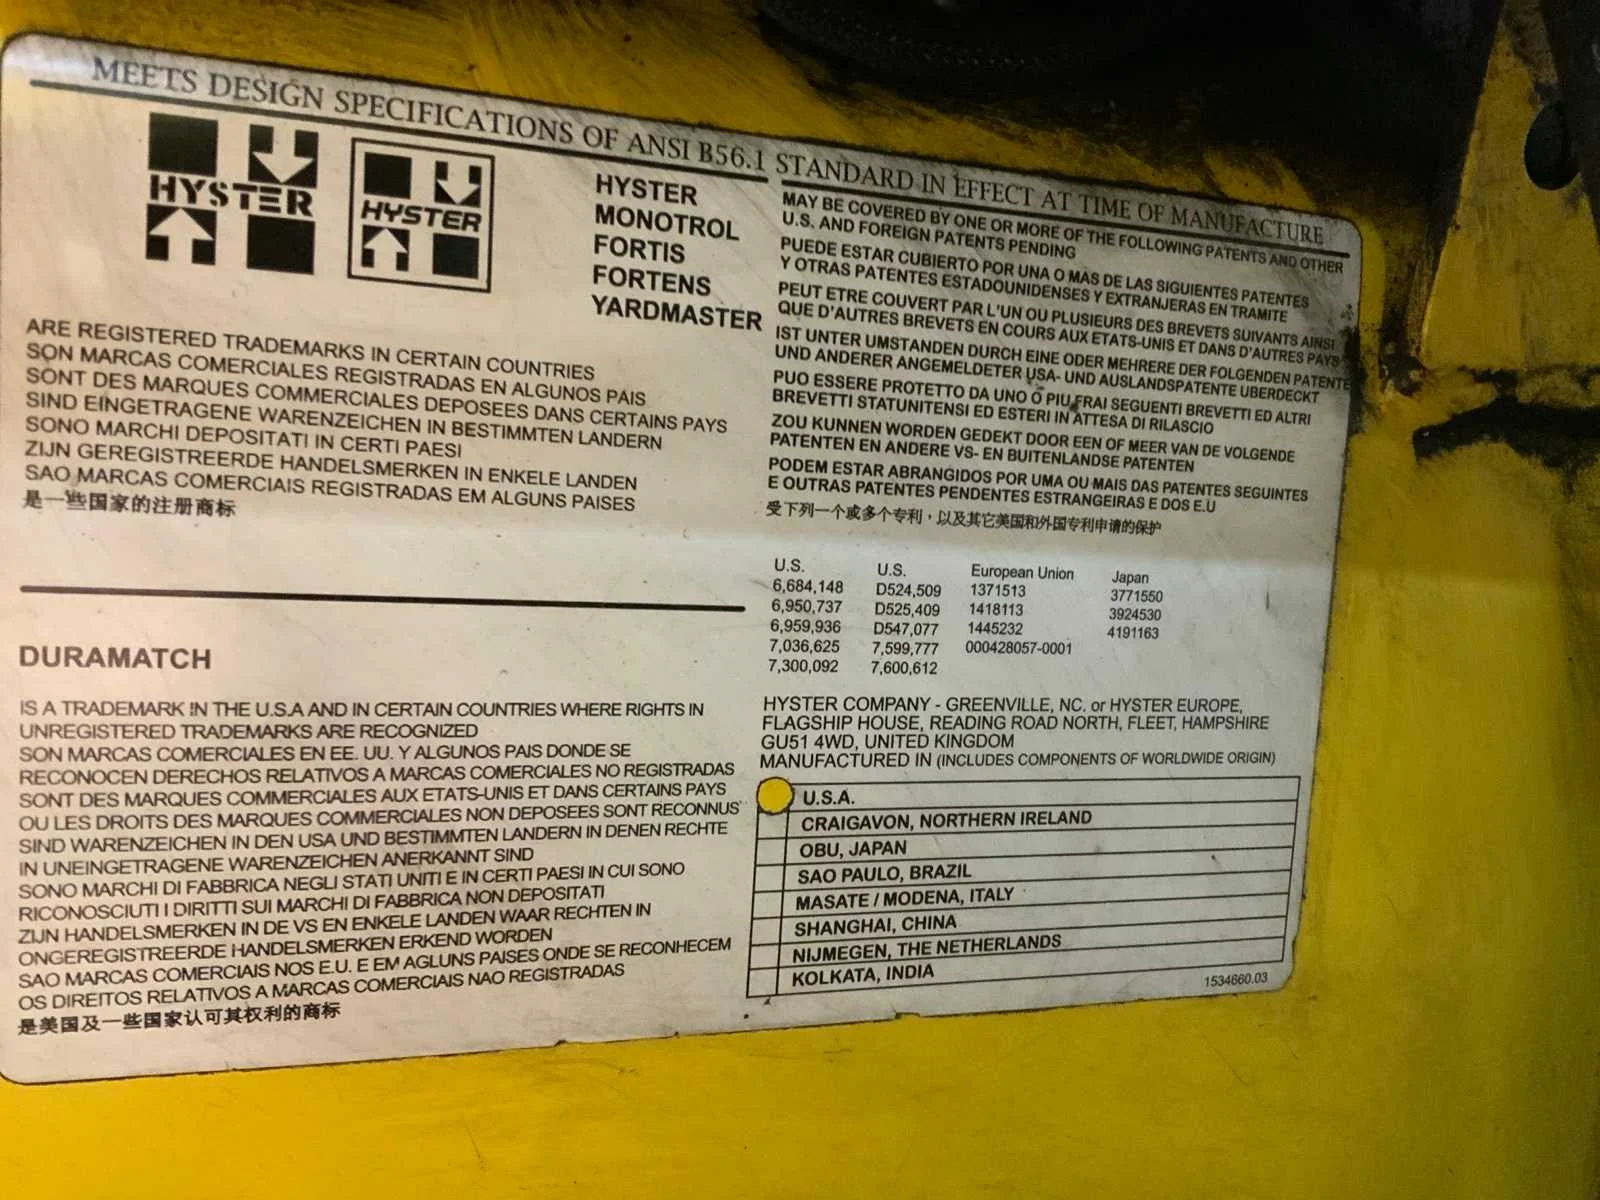 MEETS DESIGN SPECIFICATIONS OF ANSI B56.1 STANDARD IN EFFECT AT TIME OF MANUFACTURE
HYSTER
HYSTER
HYSTER
MONOTROL
FORTIS
FORTENS
YARDMASTER
ARE REGISTERED TRADEMARKS IN CERTAIN COUNTRIES
SON MARCAS COMERCIALES REGISTRADAS EN ALGUNOS PAIS
SONT DES MARQUES COMMERCIALES DEPOSEES DANS CERTAINS PAYS
SIND EINGETRAGENE WARENZEICHEN IN BESTIMMTEN LANDERN
SONO MARCHI DEPOSITATI IN CERTI PAESI
ZIJN GEREGISTREERDE HANDELSMERKEN IN ENKELE LANDEN
SAO MARCAS COMERCIAIS REGISTRADAS EM ALGUNS PAISES
是一些国家的注册商标
DURAMATCH
IS A TRADEMARK IN THE U.S.A AND IN CERTAIN COUNTRIES WHERE RIGHTS IN
UNREGISTERED TRADEMARKS ARE RECOGNIZED
SON MARCAS COMERCIALES EN EE. UU. Y ALGUNOS PAIS DONDE SE
RECONOCEN DERECHOS RELATIVOS A MARCAS COMERCIALES NO REGISTRADAS
SONT DES MARQUES COMMERCIALES AUX ETATS-UNIS ET DANS CERTAINS PAYS
OU LES DROITS DES MARQUES COMMERCIALES NON DEPOSEES SONT RECONNUS
SIND WARENZEICHEN IN DEN USA UND BESTIMMTEN LANDERN IN DENEN RECHTE
IN UNEINGETRAGENE WARENZEICHEN ANERKANNT SIND
SONO MARCHI DI FABBRICA NEGLI STATI UNITI E IN CERTI PAESI IN CUI SONO
RICONOSCIUTI I DIRITTI SUI MARCHI DI FABBRICA NON DEPOSITATI
ZIJN HANDELSMERKEN IN DE VS EN ENKELE LANDEN WAAR RECHTEN IN
ONGEREGISTREERDE HANDELSMERKEN ERKEND WORDEN
SAO MARCAS COMERCIAIS NOS E.U. E EM AGLUNS PAISES ONDE SE RECONHECEM
OS DIREITOS RELATIVOS A MARCAS COMERCIAIS NAO REGISTRADAS
是美国及一些国家认可其权利的商标
MAY BE COVERED BY ONE OR MORE OF THE FOLLOWING PATENTS AND OTHER
U.S. AND FOREIGN PATENTS PENDING
PUEDE ESTAR CUBIERTO POR UNA O MAS DE LAS SIGUIENTES PATENTES
Y OTRAS PATENTES ESTADOUNIDENSES Y EXTRANJERAS EN TRAMITE
PEUT ETRE COUVERT PAR L'UN OU PLUSIEURS DES BREVETS SUIVANTS AINSI
QUE D'AUTRES BREVETS EN COURS AUX ETATS-UNIS ET DANS D'AUTRES PAYS
IST UNTER UMSTANDEN DURCH EINE ODER MEHRERE DER FOLGENDEN PATENTE
UND ANDERER ANGEMELDETER USA- UND AUSLANDSPATENTE UBERDECKT
PUO ESSERE PROTETTO DA UNO O PIU FRAI SEGUENTI BREVETTI ED ALTRI
BREVETTI STATUNITENSI ED ESTERI IN ATTESA DI RILASCIO
ZOU KUNNEN WORDEN GEDEKT DOOR EEN OF MEER VAN DE VOLGENDE
PATENTEN EN ANDERE VS- EN BUITENLANDSE PATENTEN
PODEM ESTAR ABRANGIDOS POR UMA OU MAIS DAS PATENTES SEGUINTES
E OUTRAS PATENTES PENDENTES ESTRANGEIRAS E DOS E.U
受下列一个或多个专利，以及其它美国和外国专利申请的保护
U.S. U.S. European Union Japan
6,684,148 D524,509 1371513 3771550
6,950,737 D525,409 1418113 3924530
6,959,936 D547,077 1445232 4191163
7,036,625 7,599,777 000428057-0001
7,300,092 7,600,612
HYSTER COMPANY - GREENVILLE, NC. or HYSTER EUROPE,
FLAGSHIP HOUSE, READING ROAD NORTH, FLEET, HAMPSHIRE
GU51 4WD, UNITED KINGDOM
MANUFACTURED IN (INCLUDES COMPONENTS OF WORLDWIDE ORIGIN)
U.S.A.
CRAIGAVON, NORTHERN IRELAND
OBU, JAPAN
SAO PAULO, BRAZIL
MASATE / MODENA, ITALY
SHANGHAI, CHINA
NIJMEGEN, THE NETHERLANDS
KOLKATA, INDIA
1534660.03